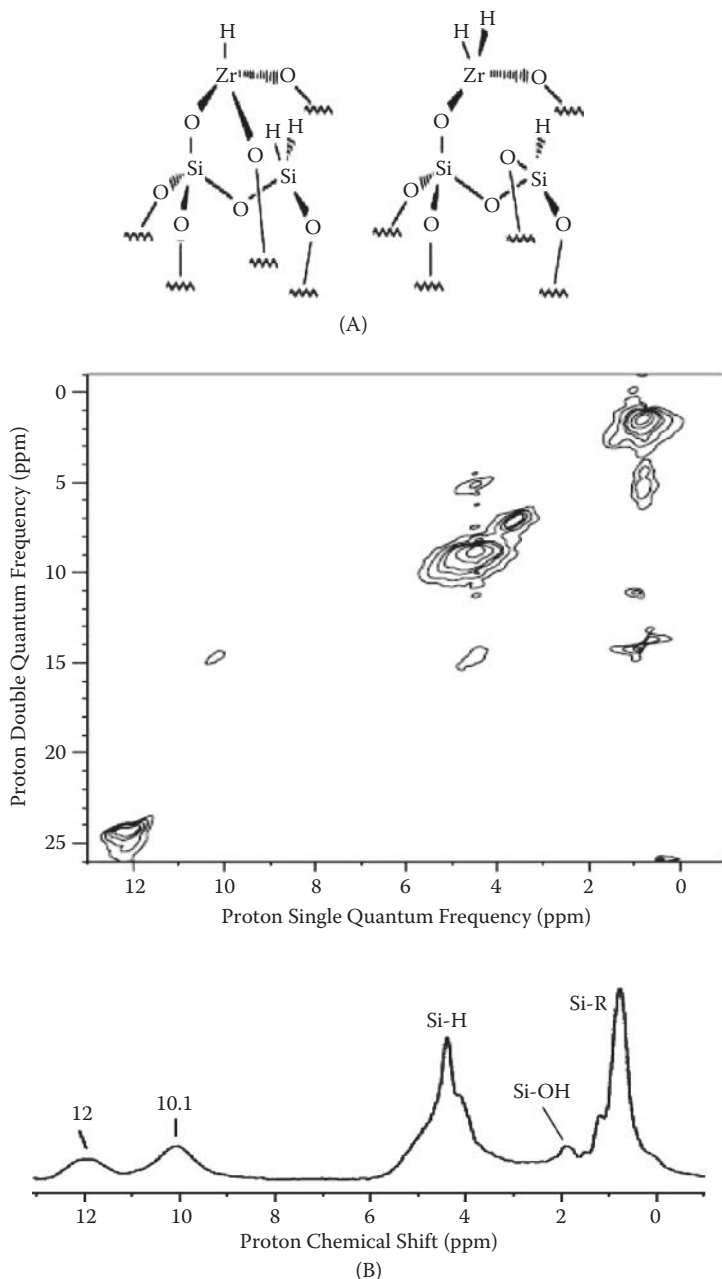 H H H
Zr O Zr O
O H H O H
Si O Si Si O Si
O O O O O O O
(A)
Proton Double Quantum Frequency (ppm)
0
5
10
15
20
25
12 10 8 6 4 2 0
Proton Single Quantum Frequency (ppm)
Si-H
Si-R
Si-OH
12
10.1
12 10 8 6 4 2 0
Proton Chemical Shift (ppm)
(B)